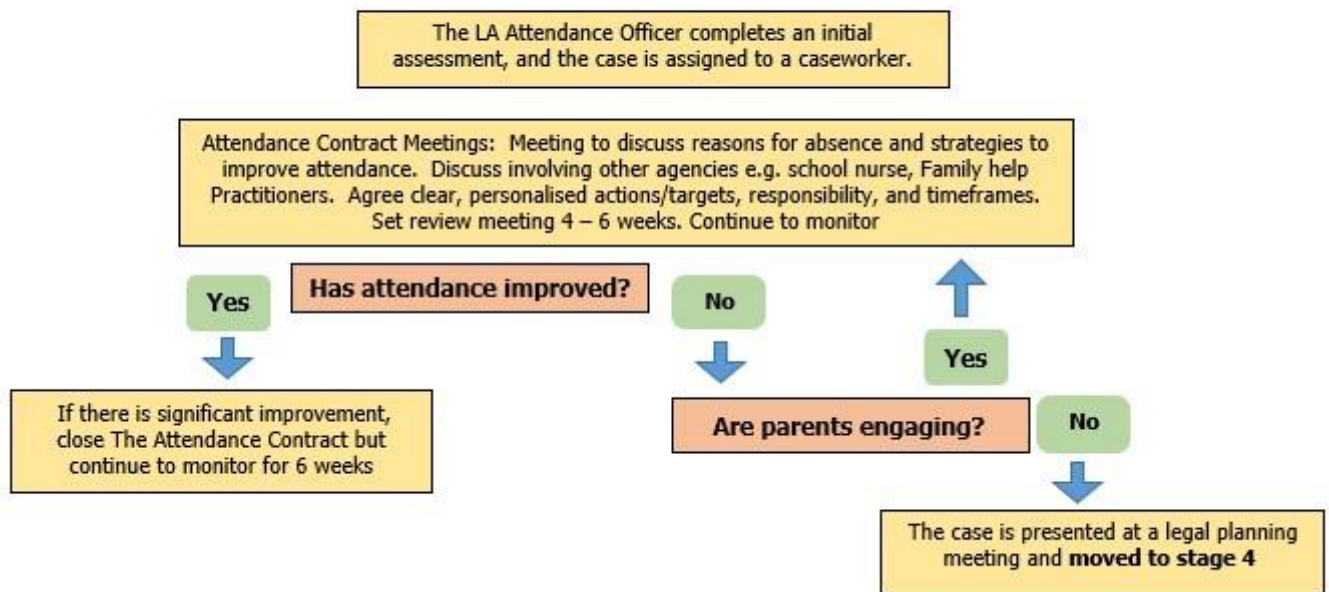 The LA Attendance Officer completes an initial
assessment, and the case is assigned to a caseworker.
Attendance Contract Meetings:  Meeting to discuss reasons for absence and strategies to
improve attendance.  Discuss involving other agencies e.g. school nurse, Family help
Practitioners.  Agree clear, personalised actions/targets, responsibility, and timeframes.
Set review meeting 4 – 6 weeks. Continue to monitor
Has attendance improved?
Yes
No
If there is significant improvement,
close The Attendance Contract but
continue to monitor for 6 weeks
Are parents engaging?
Yes
No
The case is presented at a legal planning
meeting and moved to stage 4